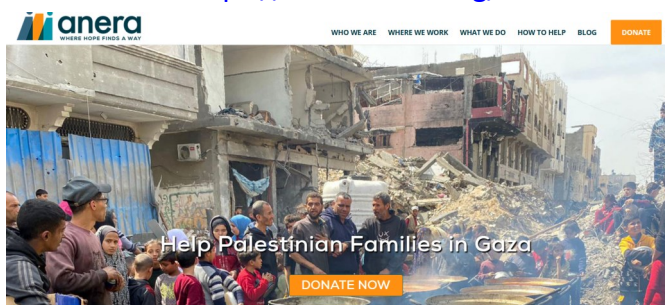 anera
WHERE HOPE FINDS A WAY
WHO WE ARE WHERE WE WORK WHAT WE DO HOW TO HELP BLOG DONATE
Help Palestinian Families in Gaza
DONATE NOW